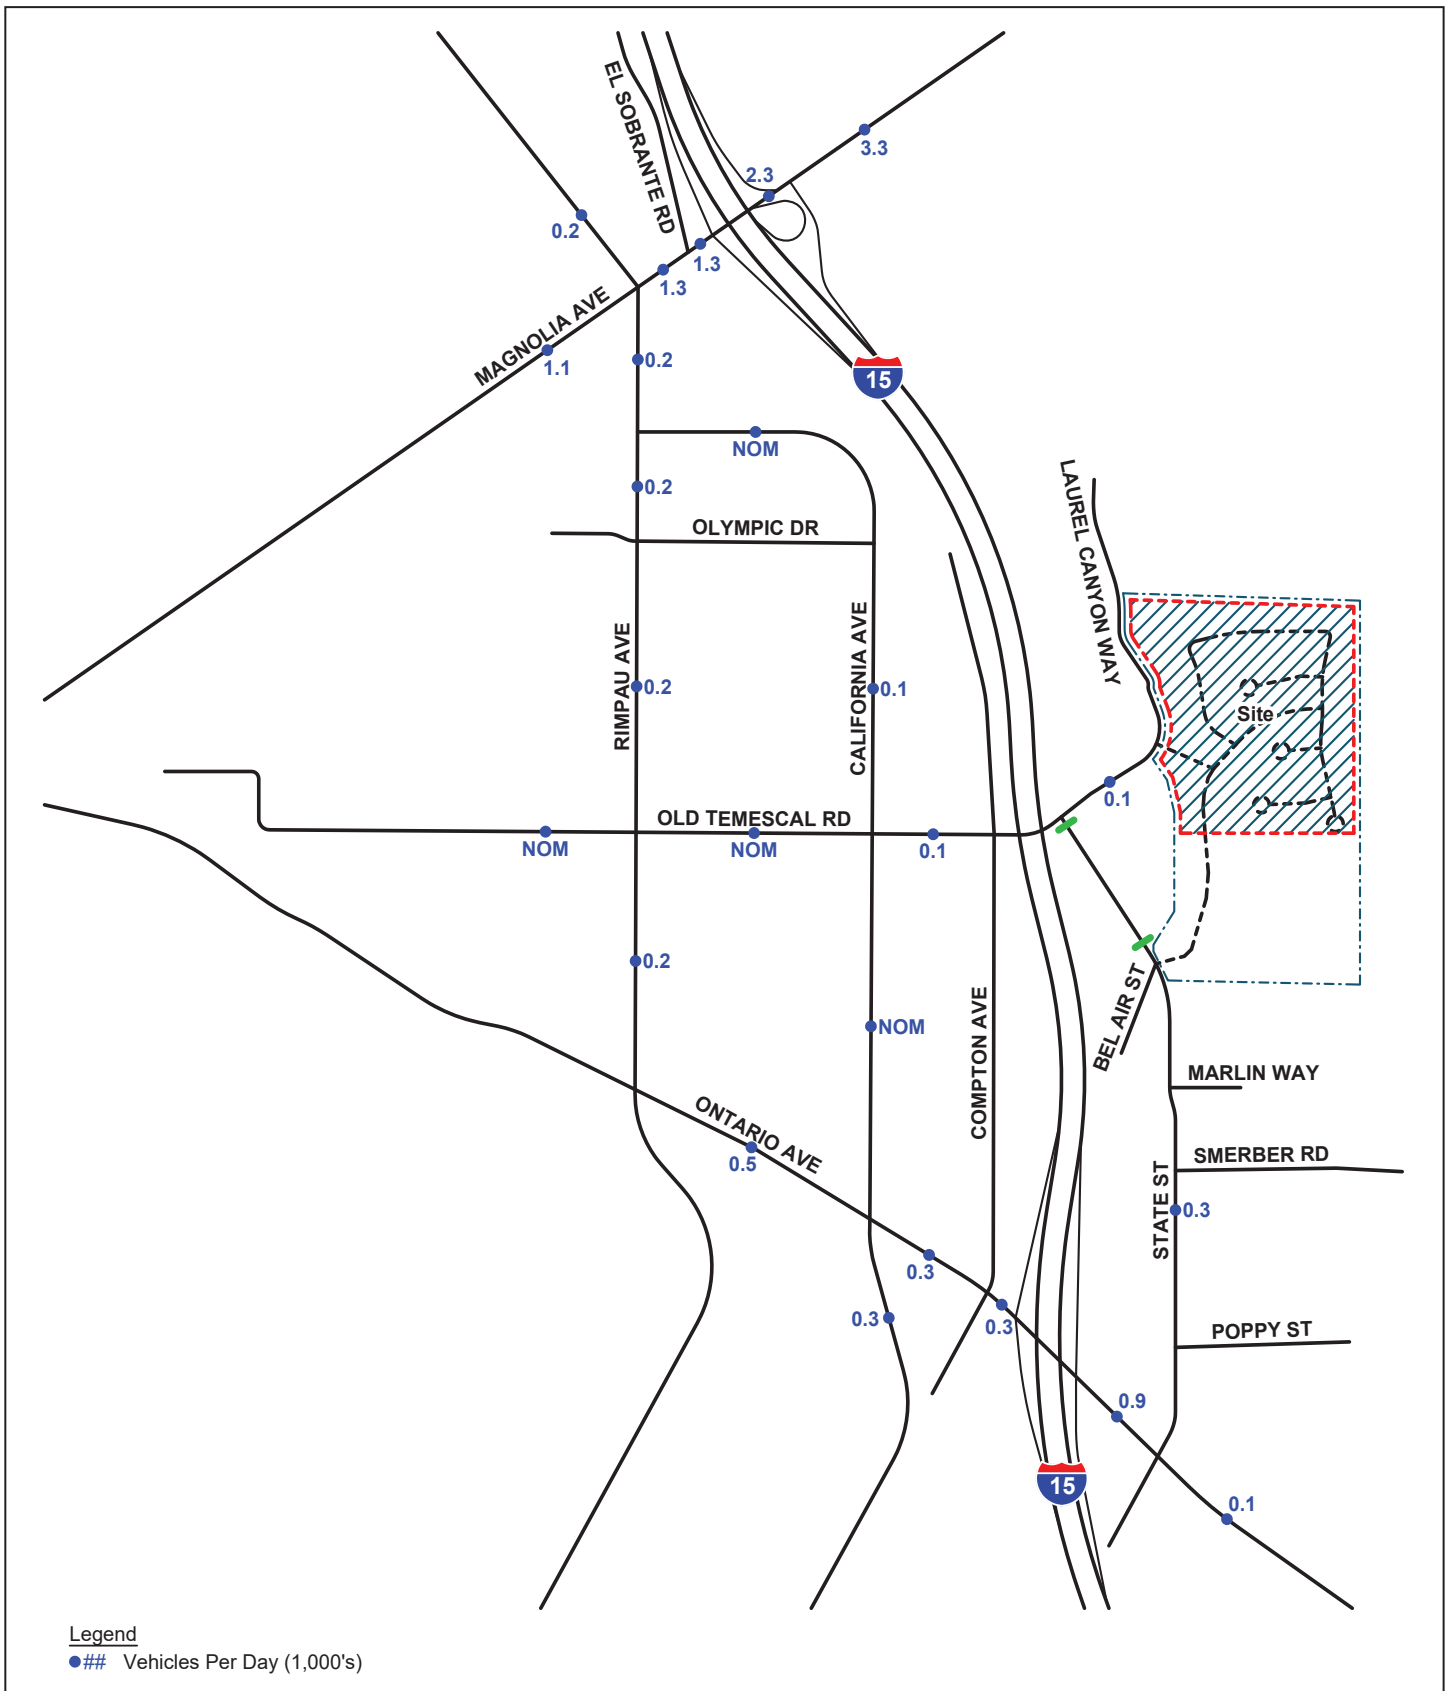 EL SOBRANTE RD
3.3
2.3
0.2
1.3
1.3
MAGNOLIA AVE
1.1
0.2
15
NOM
LAUREL CANYON WAY
0.2
OLYMPIC DR
RIMPAU AVE
CALIFORNIA AVE
0.2
0.1
Site
0.1
OLD TEMESCAL RD
NOM
NOM
0.1
0.2
BEL AIR ST
COMPTON AVE
NOM
MARLIN WAY
ONTARIO AVE
0.5
SMERBER RD
STATE ST
0.3
0.3
0.3
0.3
POPPY ST
0.9
15
0.1
Legend
## Vehicles Per Day (1,000's)